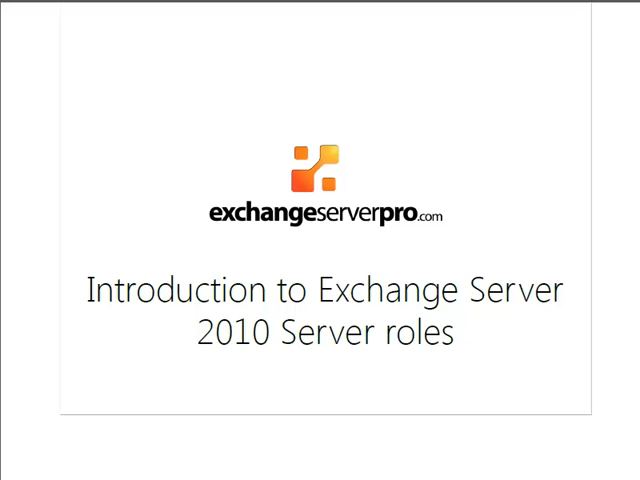 exchangeserverpro.com
Introduction to Exchange Server
2010 Server roles